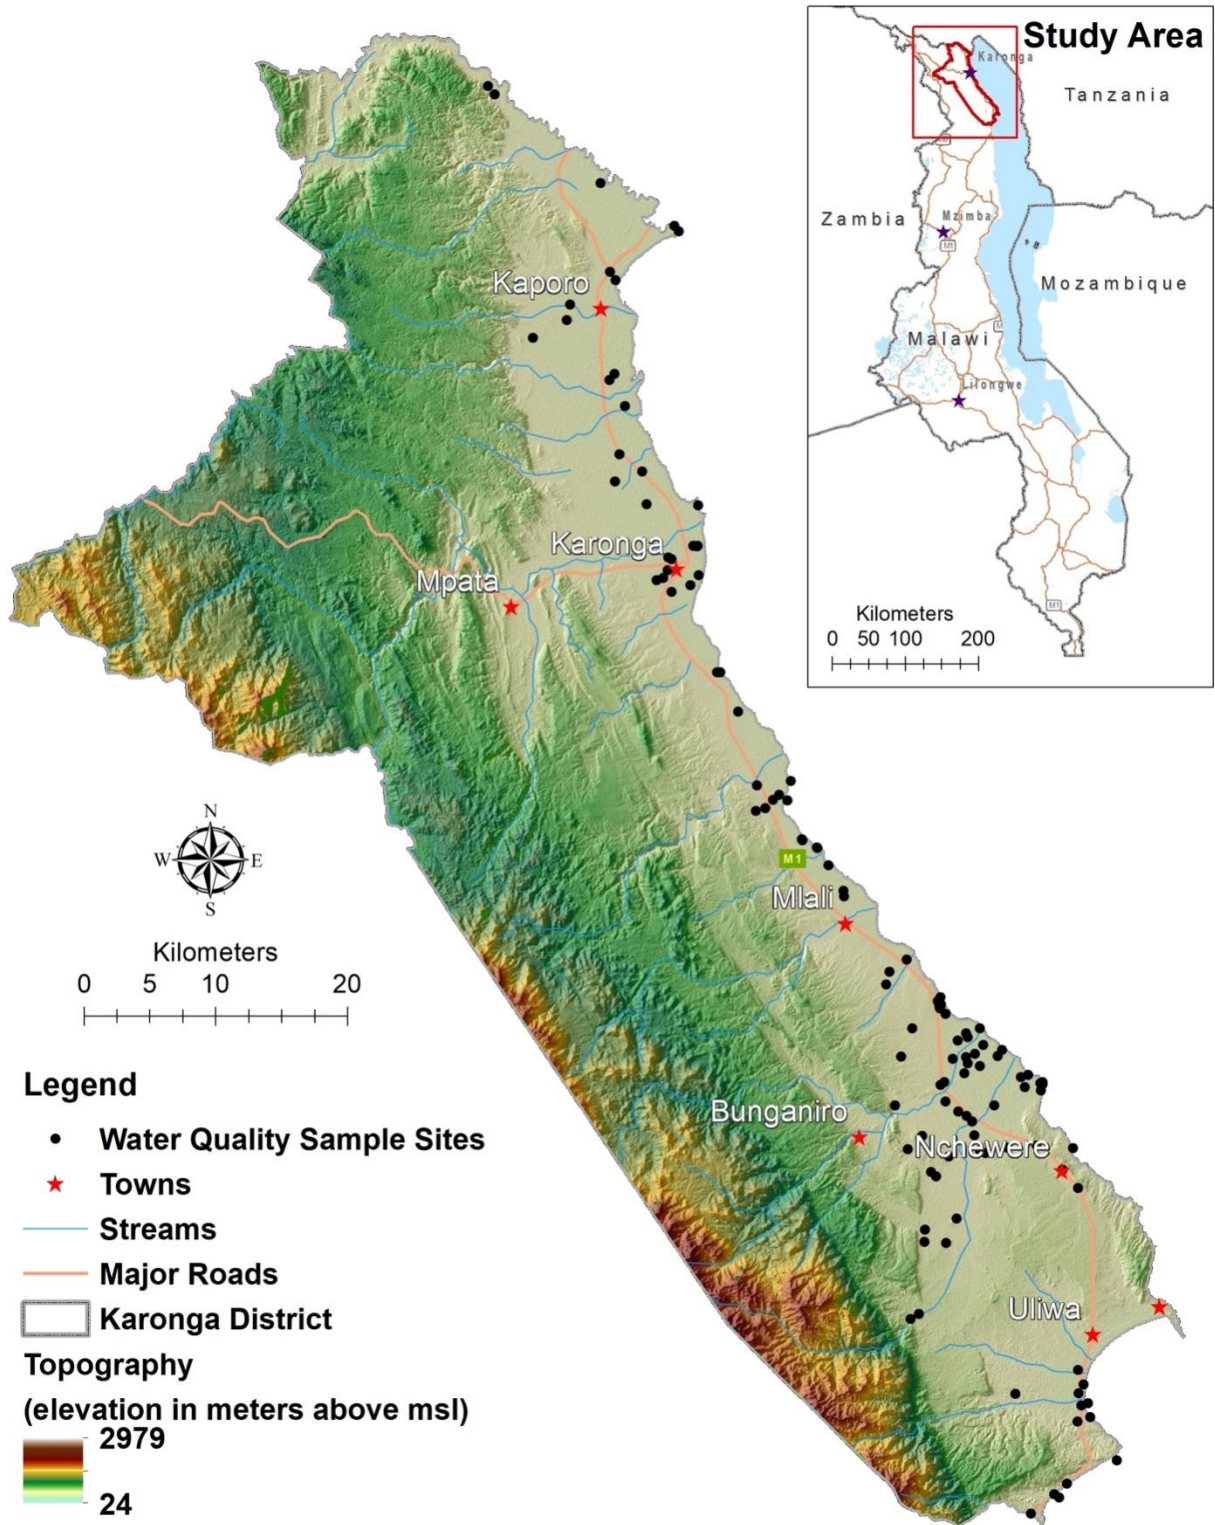 Study Area
Karonga
Tanzania
Zambia
Mzimba
M1
Mozambique
Malawi
M
Lilongwe
M1
Kilometers
0 50 100 200
Kaporo
Karonga
Mpata
N
W E
S
M1
Mlali
Kilometers
0 5 10 20
Bunganiro
Nchewere
Uliwa
Legend
Water Quality Sample Sites
Towns
Streams
Major Roads
Karonga District
Topography
(elevation in meters above msl)
2979
24